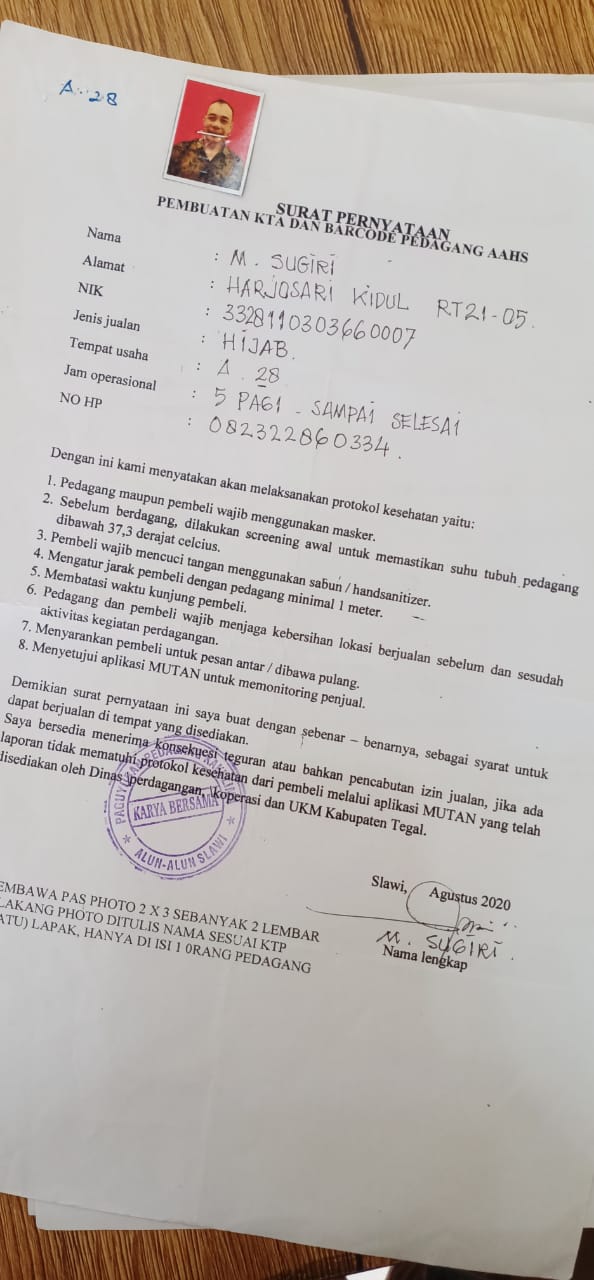 A. 28
SURAT PERNYATAAN
PEMBUATAN KTA DAN BARCODE PEDAGANG AAHS
Nama : M. SUGIRI
Alamat : HARJOSARI KIDUL RT21-05.
NIK : 3328110303660007
Jenis jualan : HIJAB.
Tempat usaha : A. 28
Jam operasional : 5 PAGI - SAMPAI SELESAI
NO HP : 082322860334.
Dengan ini kami menyatakan akan melaksanakan protokol kesehatan yaitu:
1. Pedagang maupun pembeli wajib menggunakan masker.
2. Sebelum berdagang, dilakukan screening awal untuk memastikan suhu tubuh pedagang
dibawah 37,3 derajat celcius.
3. Pembeli wajib mencuci tangan menggunakan sabun / handsanitizer.
4. Mengatur jarak pembeli dengan pedagang minimal 1 meter.
5. Membatasi waktu kunjung pembeli.
6. Pedagang dan pembeli wajib menjaga kebersihan lokasi berjualan sebelum dan sesudah
aktivitas kegiatan perdagangan.
7. Menyarankan pembeli untuk pesan antar / dibawa pulang.
8. Menyetujui aplikasi MUTAN untuk memonitoring penjual.
Demikian surat pernyataan ini saya buat dengan sebenar – benarnya, sebagai syarat untuk
dapat berjualan di tempat yang disediakan.
Saya bersedia menerima konsekuesi teguran atau bahkan pencabutan izin jualan, jika ada
laporan tidak mematuhi protokol kesehatan dari pembeli melalui aplikasi MUTAN yang telah
disediakan oleh Dinas perdagangan, koperasi dan UKM Kabupaten Tegal.
KARYA BERSAMA
ALUN-ALUN SLAWI
Slawi, Agustus 2020
M. SUGIRI.
Nama lengkap
EMBAWA PAS PHOTO 2 X 3 SEBANYAK 2 LEMBAR
LAKANG PHOTO DITULIS NAMA SESUAI KTP
ATU) LAPAK, HANYA DI ISI 1 0RANG PEDAGANG